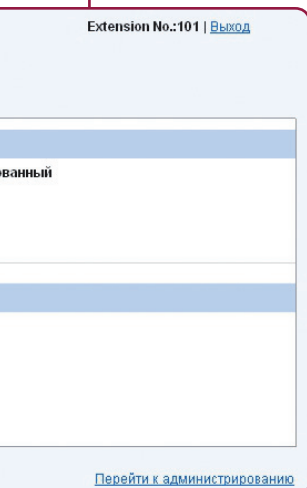 Extension No.:101 | Выход
ованный
Перейти к администрированию